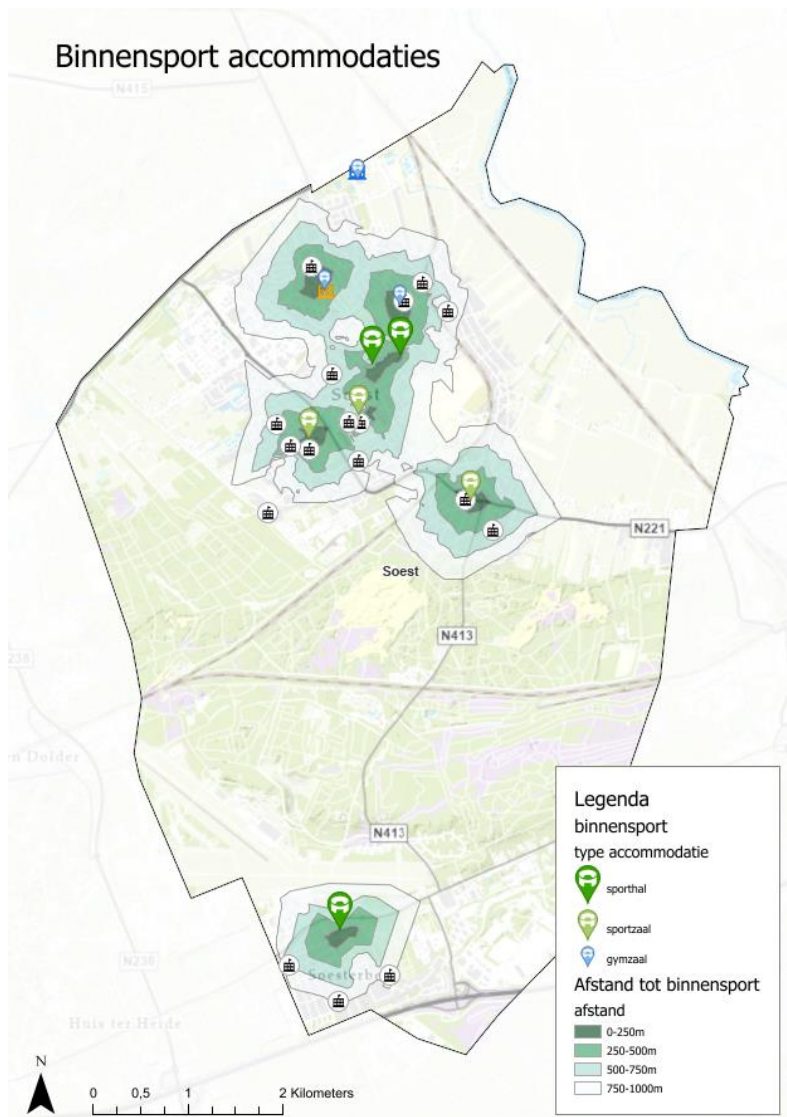 Binnensport accommodaties
N415
Soest
N221
Soest
N413
N413
N238
Huis ter Heide
Legenda
binnensport
type accommodatie
sporthal
sportzaal
gymzaal
Afstand tot binnensport
afstand
0-250m
250-500m
500-750m
750-1000m
N
0 0,5 1 2 Kilometers